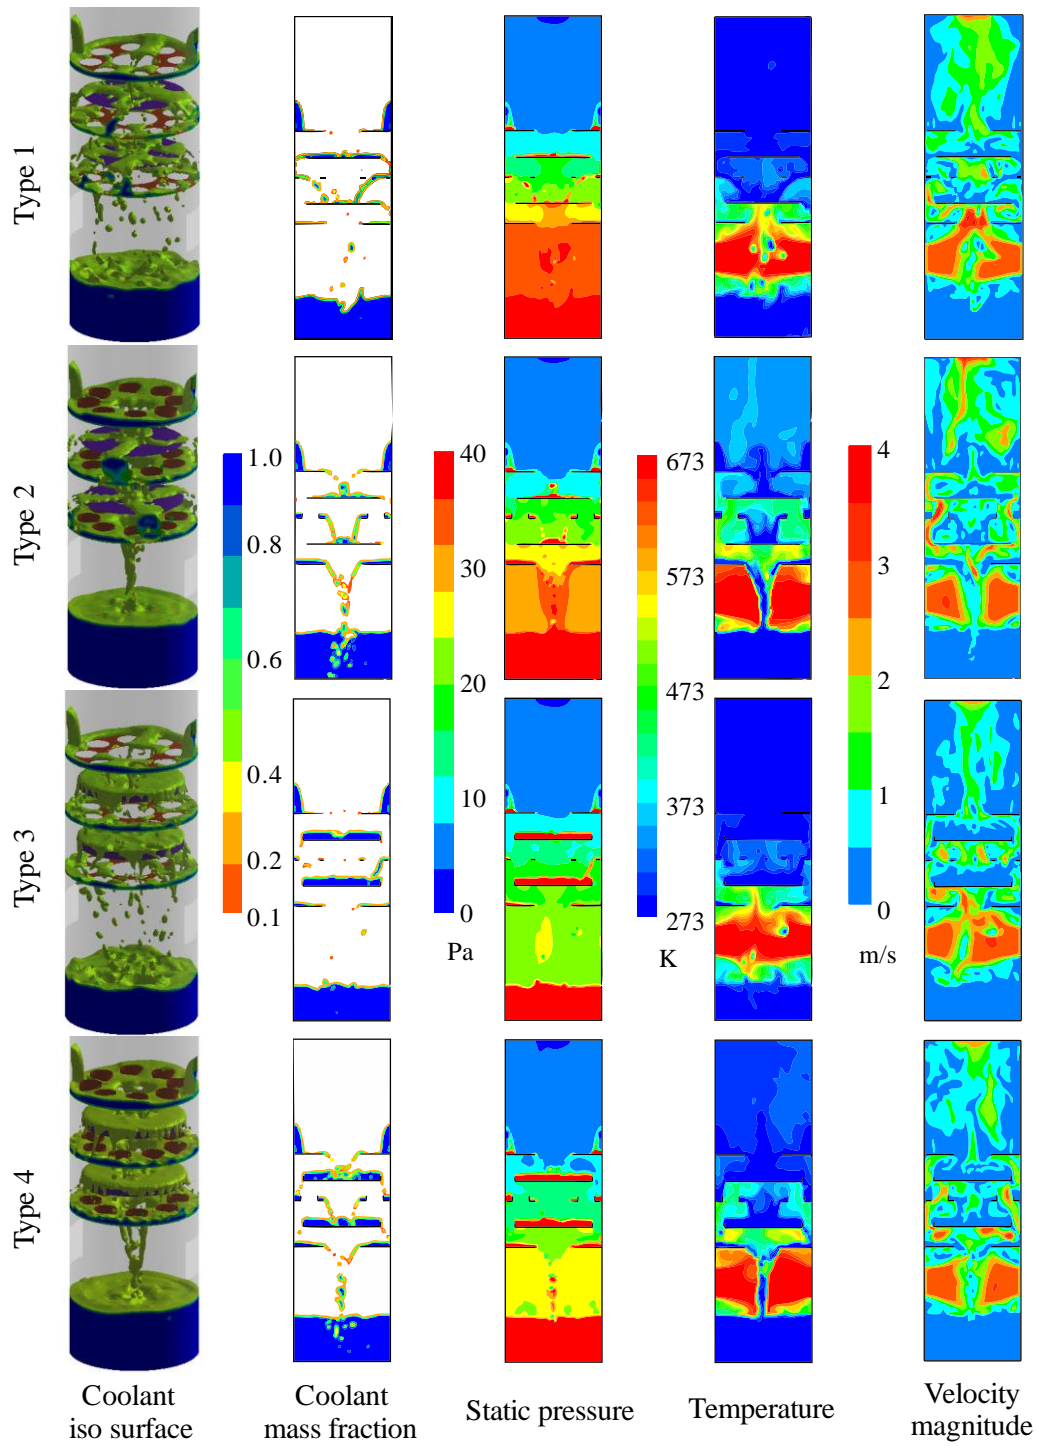 Type 1
Type 2
Type 3
Type 4
1.0
0.8
0.6
0.4
0.2
0.1
40
30
20
10
0
Pa
673
573
473
373
273
K
4
3
2
1
0
m/s
Coolant
iso surface
Coolant
mass fraction
Static pressure
Temperature
Velocity
magnitude